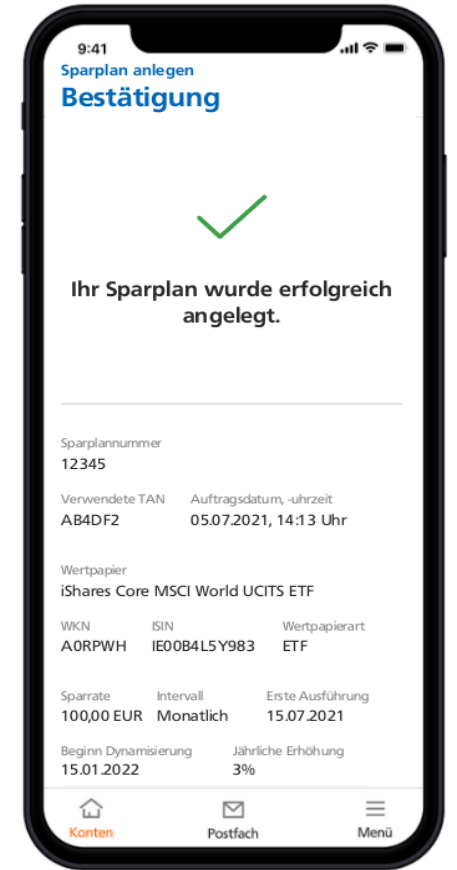 9:41
Sparplan anlegen
Bestätigung
Ihr Sparplan wurde erfolgreich
angelegt.
Sparplannummer
12345
Verwendete TAN Auftragsdatum, -uhrzeit
AB4DF2 05.07.2021, 14:13 Uhr
Wertpapier
iShares Core MSCI World UCITS ETF
WKN ISIN Wertpapierart
A0RPWH IE00B4L5Y983 ETF
Sparrate Intervall Erste Ausführung
100,00 EUR Monatlich 15.07.2021
Beginn Dynamisierung Jährliche Erhöhung
15.01.2022 3%
Konten Postfach Menü